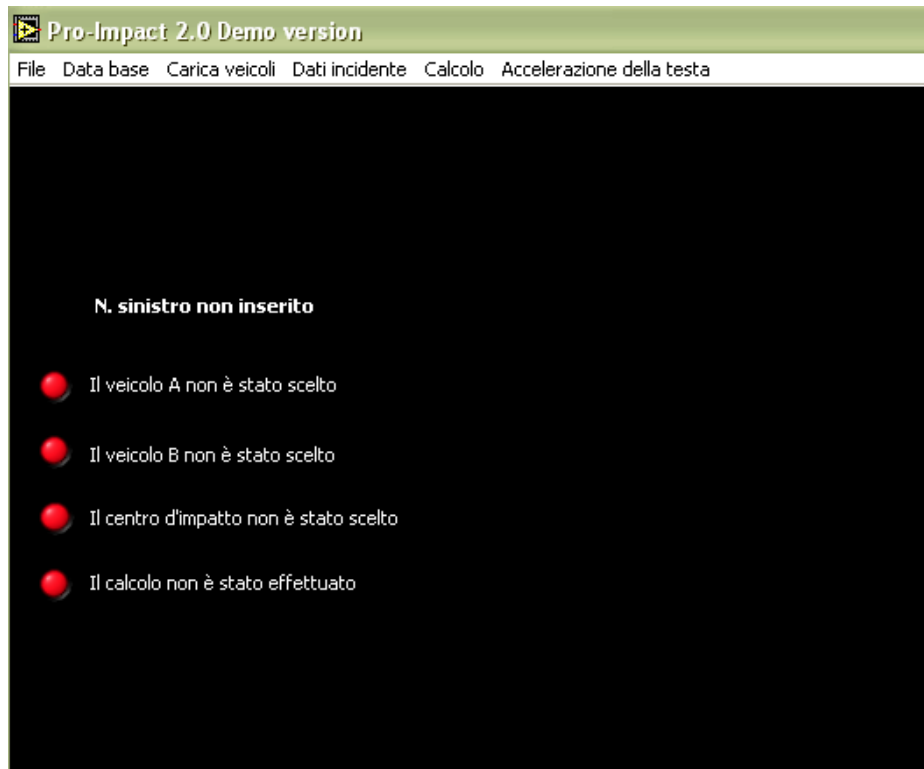 Pro-Impact 2.0 Demo version
File Data base Carica veicoli Dati incidente Calcolo Accelerazione della testa
N. sinistro non inserito
Il veicolo A non è stato scelto
Il veicolo B non è stato scelto
Il centro d'impatto non è stato scelto
Il calcolo non è stato effettuato